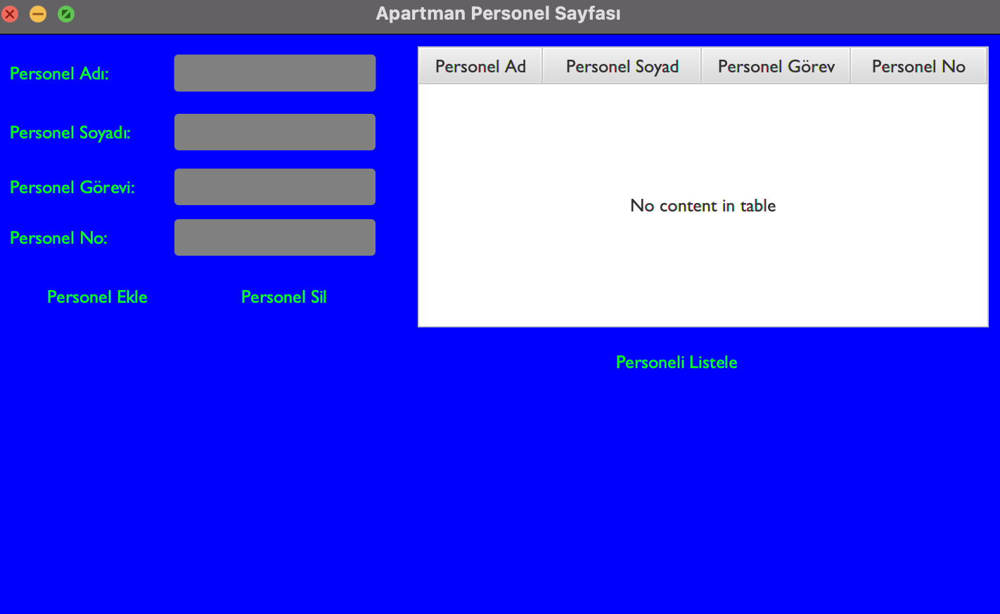 Apartman Personel Sayfası
Personel Adı:
Personel Soyadı:
Personel Görevi:
Personel No:
Personel Ekle
Personel Sil
Personel Ad
Personel Soyad
Personel Görev
Personel No
No content in table
Personeli Listele